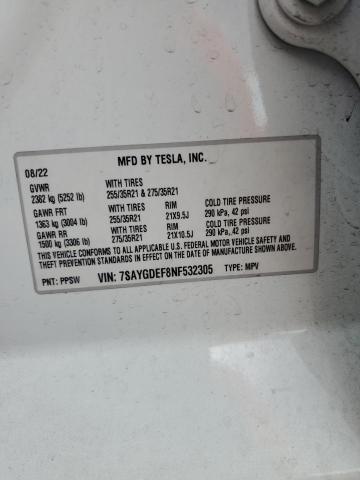 MFD BY TESLA, INC.
08/22
GVWR WITH TIRES
2382 kg (5252 lb) 255/35R21 & 275/35R21
GAWR FRT WITH TIRES RIM COLD TIRE PRESSURE
1363 kg (3004 lb) 255/35R21 21X9.5J 290 kPa, 42 psi
GAWR RR WITH TIRES RIM COLD TIRE PRESSURE
1500 kg (3306 lb) 275/35R21 21X10.5J 290 kPa, 42 psi
THIS VEHICLE CONFORMS TO ALL APPLICABLE U.S. FEDERAL MOTOR VEHICLE SAFETY AND
THEFT PREVENTION STANDARDS IN EFFECT ON THE DATE OF MANUFACTURE SHOWN ABOVE.
PNT: PPSW VIN: 7SAYGDEF8NF532305 TYPE: MPV